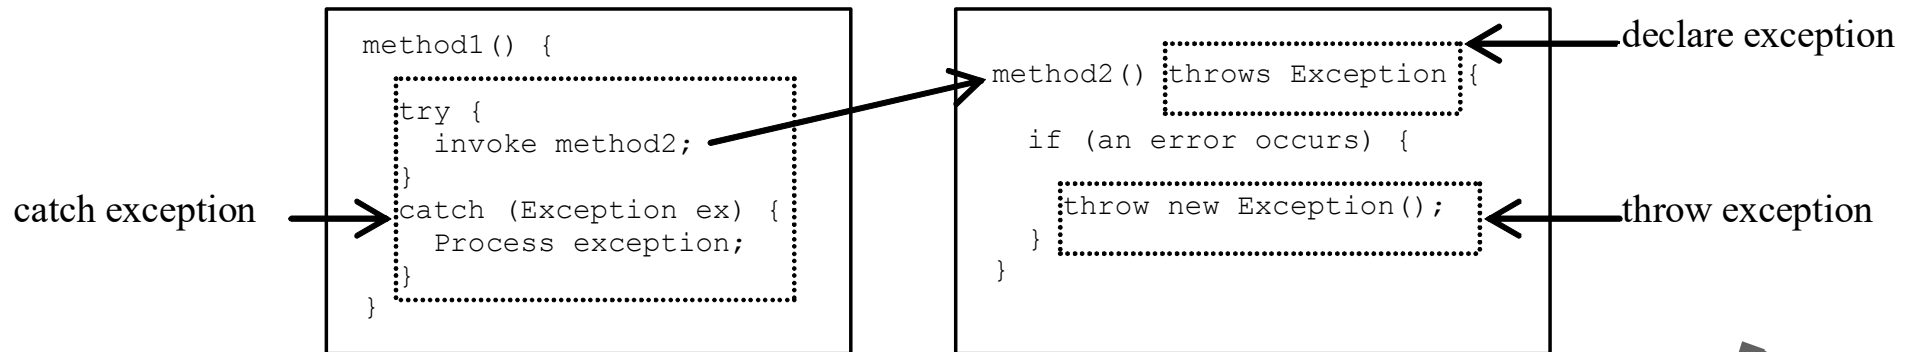 method1() {
try {
invoke method2;
}
catch (Exception ex) {
Process exception;
}
}
catch exception
method2() throws Exception {
if (an error occurs) {
throw new Exception();
}
}
declare exception
throw exception